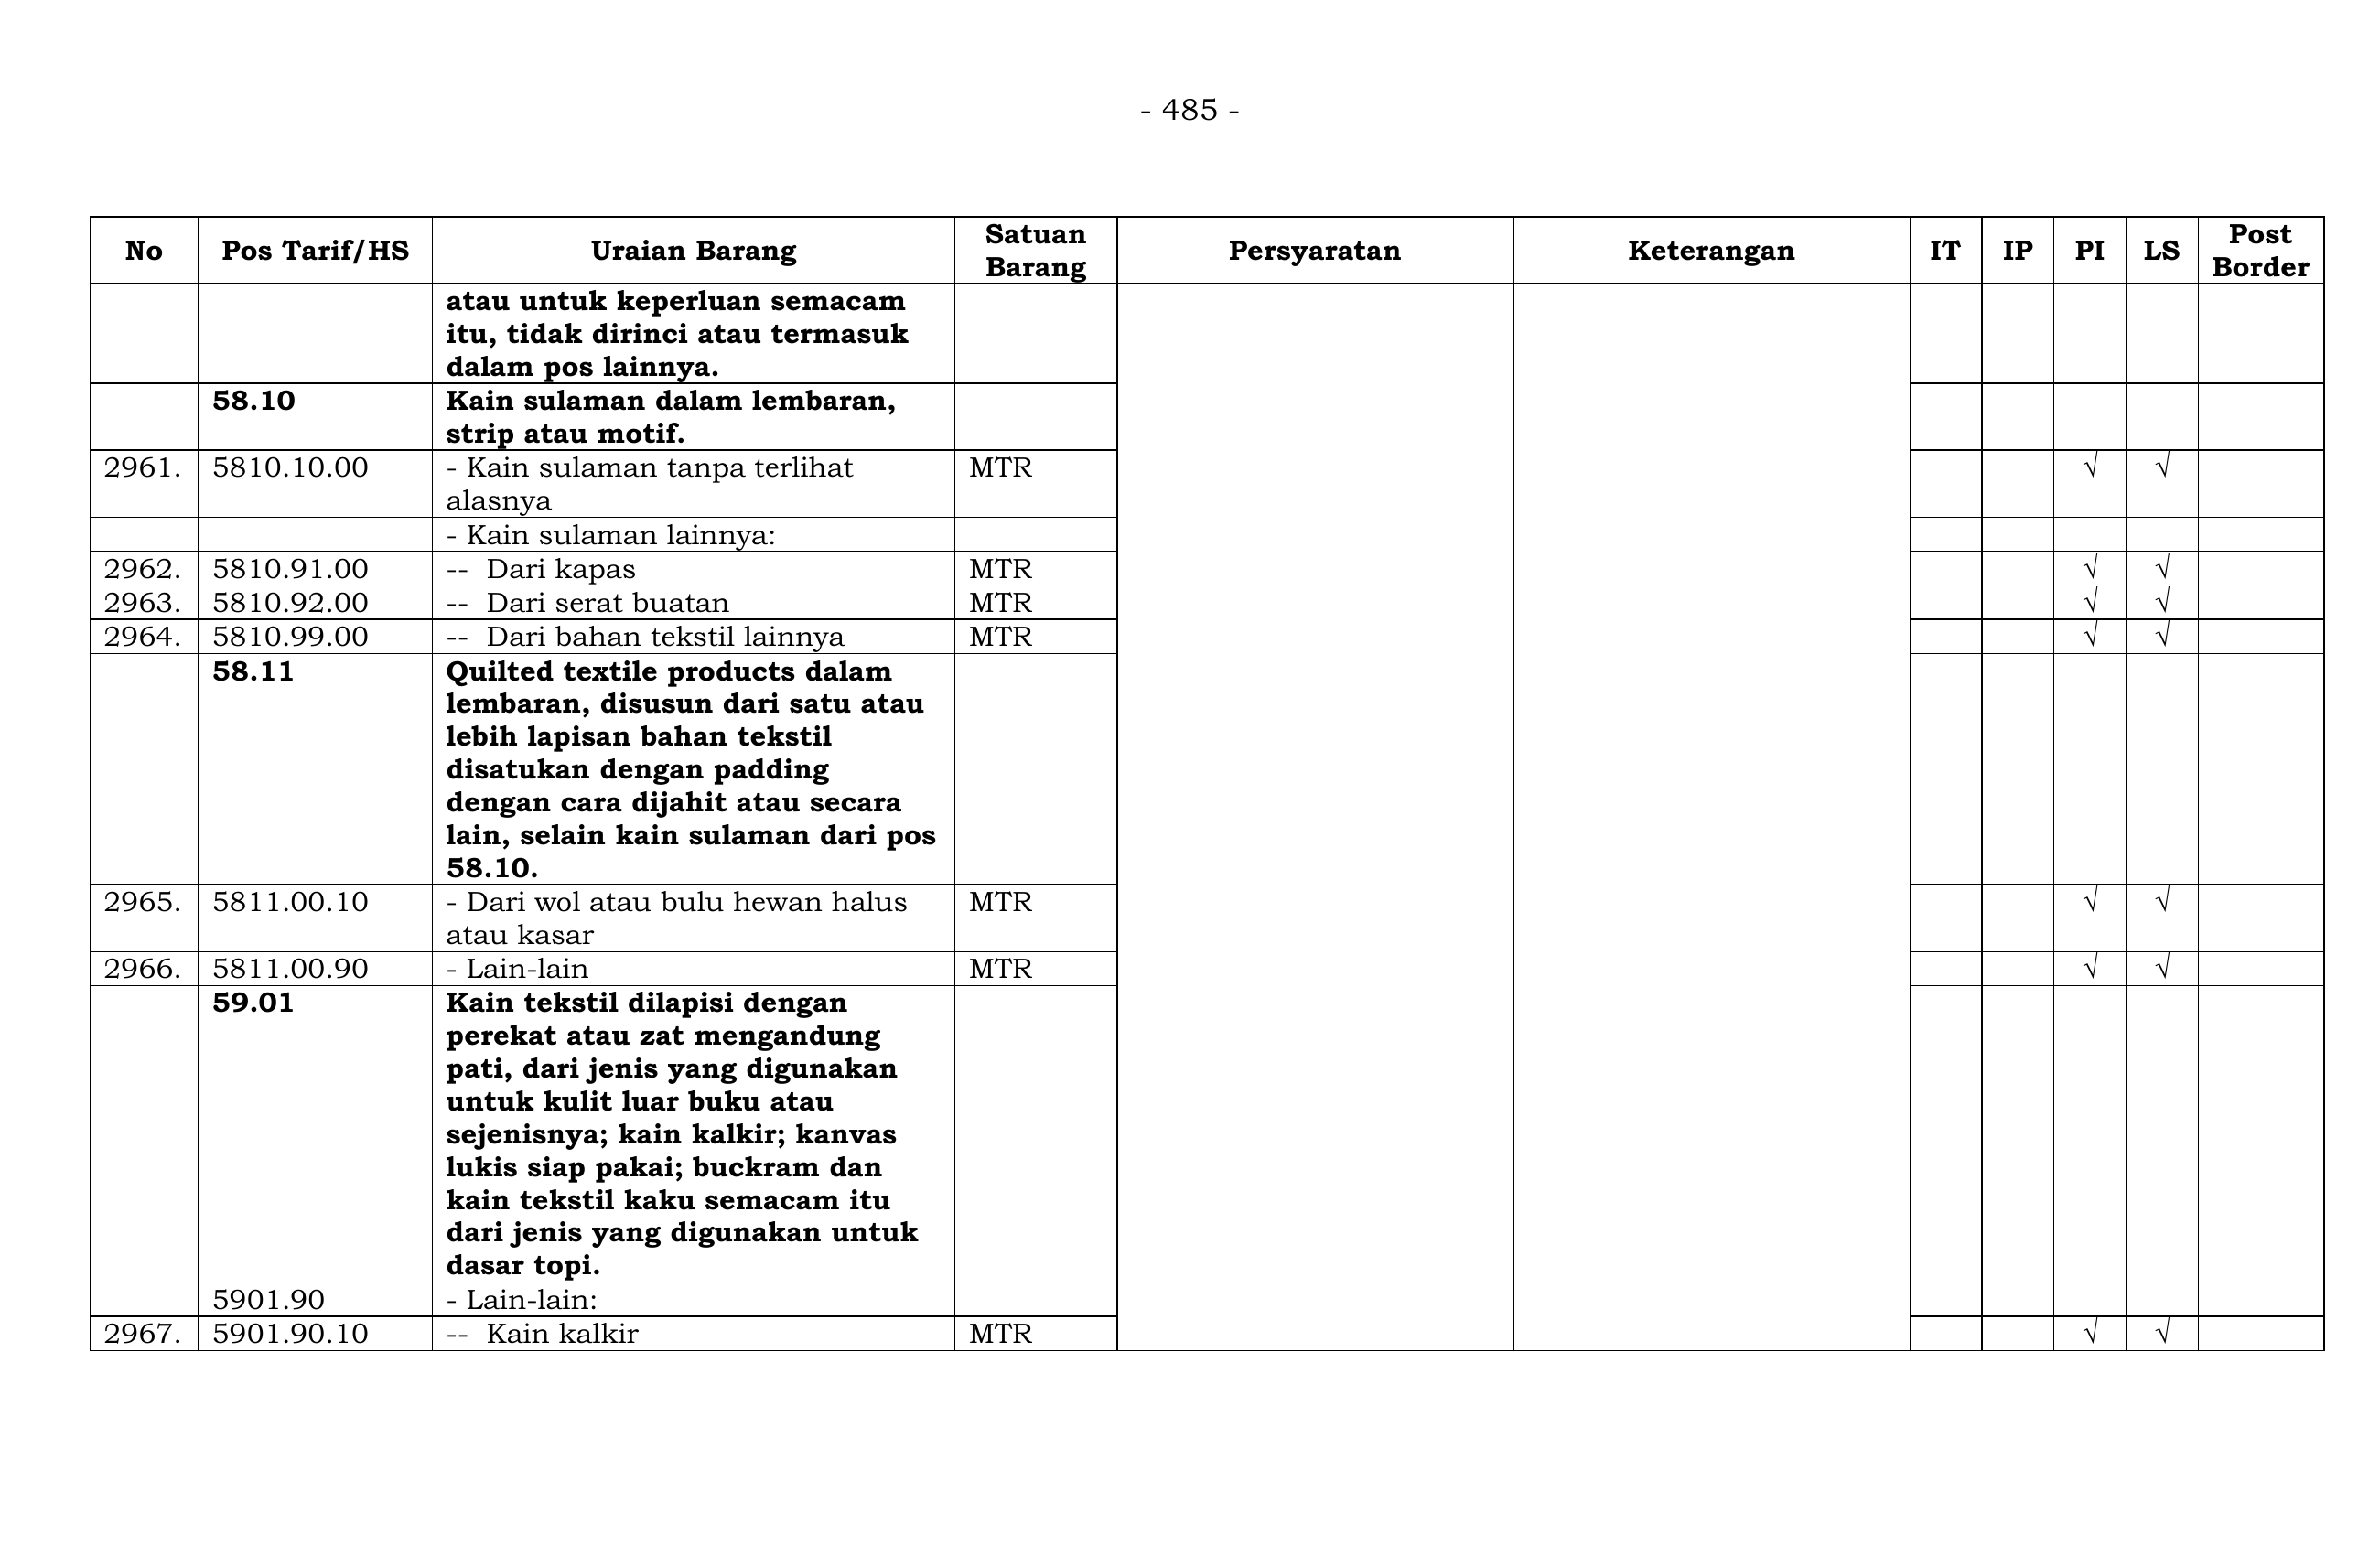 - 485 -
No Pos Tarif/HS Uraian Barang Satuan Barang Persyaratan Keterangan IT IP PI LS Post Border
atau untuk keperluan semacam
itu, tidak dirinci atau termasuk
dalam pos lainnya.
58.10 Kain sulaman dalam lembaran,
strip atau motif.
2961. 5810.10.00 - Kain sulaman tanpa terlihat MTR √ √
alasnya
- Kain sulaman lainnya:
2962. 5810.91.00 -- Dari kapas MTR √ √
2963. 5810.92.00 -- Dari serat buatan MTR √ √
2964. 5810.99.00 -- Dari bahan tekstil lainnya MTR √ √
58.11 Quilted textile products dalam
lembaran, disusun dari satu atau
lebih lapisan bahan tekstil
disatukan dengan padding
dengan cara dijahit atau secara
lain, selain kain sulaman dari pos
58.10.
2965. 5811.00.10 - Dari wol atau bulu hewan halus MTR √ √
atau kasar
2966. 5811.00.90 - Lain-lain MTR √ √
59.01 Kain tekstil dilapisi dengan
perekat atau zat mengandung
pati, dari jenis yang digunakan
untuk kulit luar buku atau
sejenisnya; kain kalkir; kanvas
lukis siap pakai; buckram dan
kain tekstil kaku semacam itu
dari jenis yang digunakan untuk
dasar topi.
5901.90 - Lain-lain:
2967. 5901.90.10 -- Kain kalkir MTR √ √